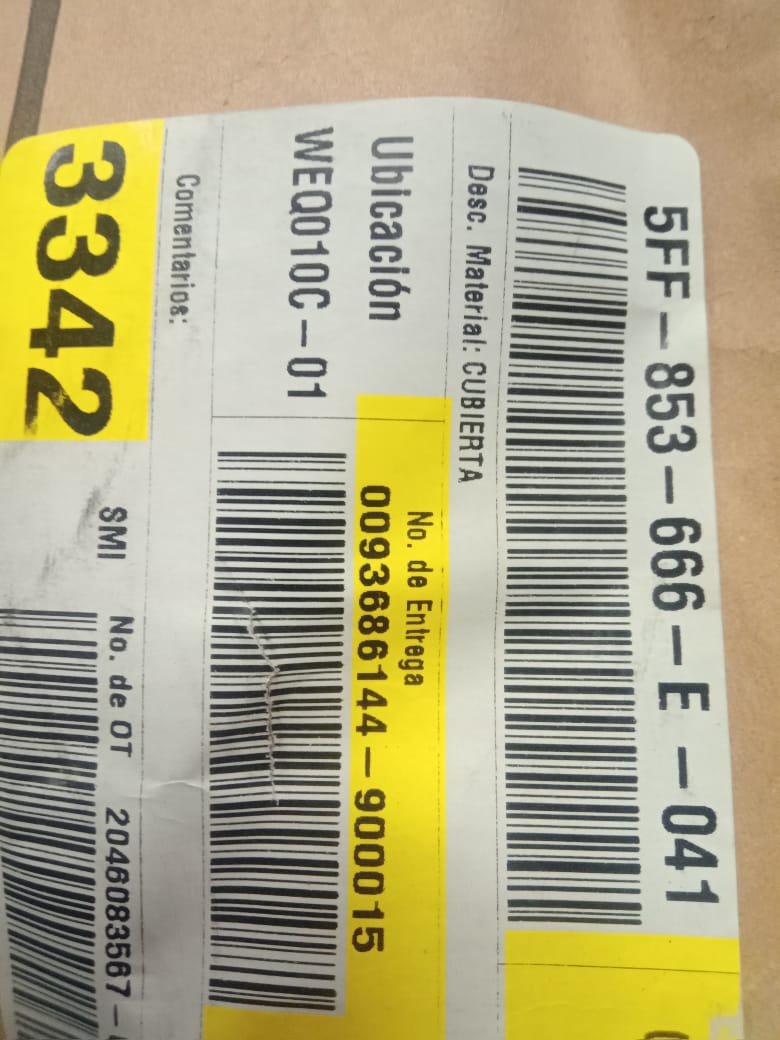 5FF-853-666-E -041
Desc. Material: CUBIERTA
Ubicación
WEQ010C-01
No. de Entrega
0093686144-900015
Comentarios:
3342
SMI
No. de OT 2046083567-